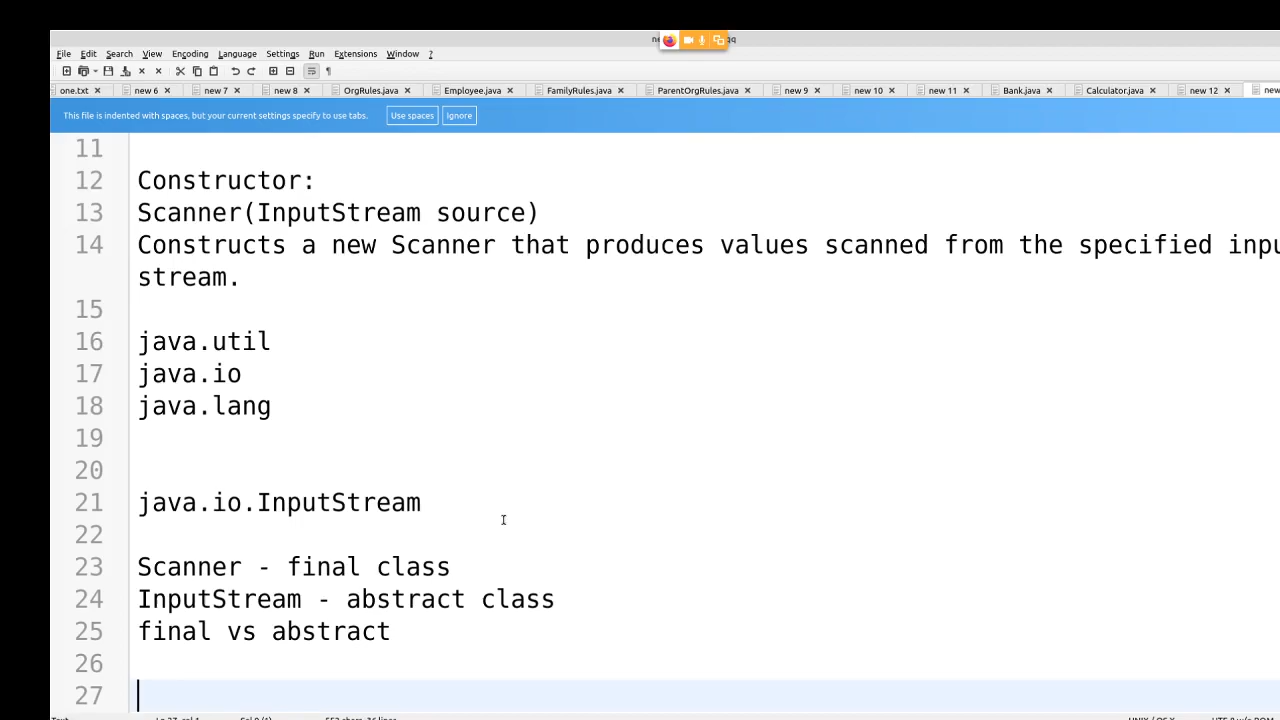 File Edit Search View Encoding Language Settings Run Extensions Window ?
one.txt new 6 new 7 new 8 OrgRules.java Employee.java FamilyRules.java ParentOrgRules.java new 9 new 10 new 11 Bank.java Calculator.java new 12 new
This file is indented with spaces, but your current settings specify to use tabs. Use spaces Ignore
11
12 Constructor:
13 Scanner(InputStream source)
14 Constructs a new Scanner that produces values scanned from the specified inpu
stream.
15
16 java.util
17 java.io
18 java.lang
19
20
21 java.io.InputStream
22
23 Scanner - final class
24 InputStream - abstract class
25 final vs abstract
26
27